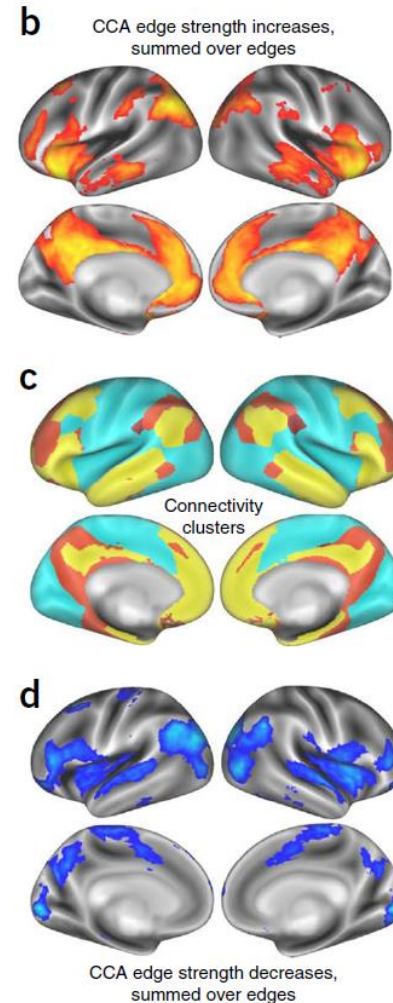 b
CCA edge strength increases,
summed over edges
c
Connectivity
clusters
d
CCA edge strength decreases,
summed over edges